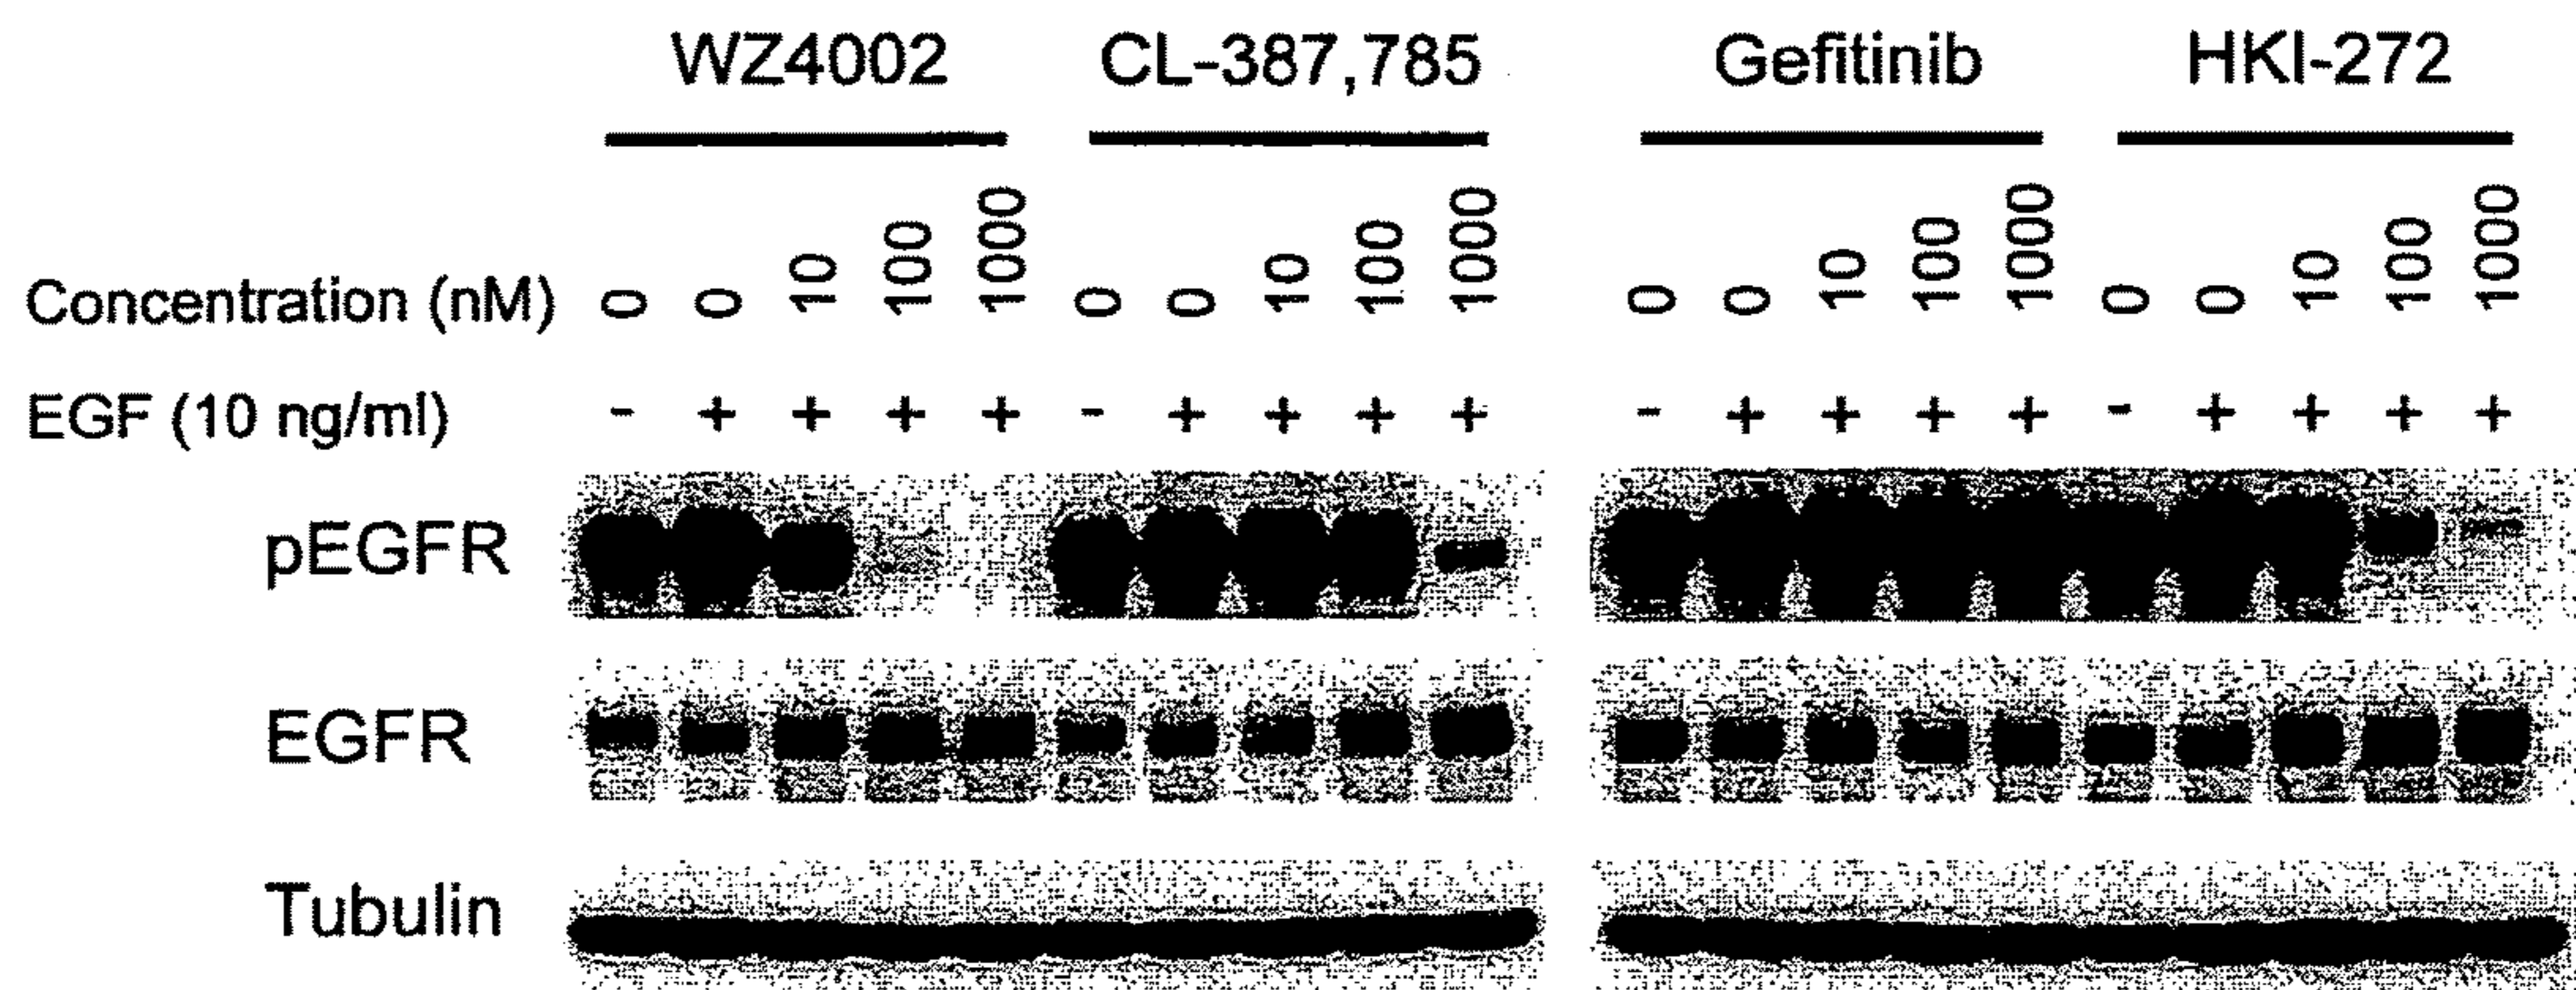 WZ4002 CL-387,785 Gefitinib HKI-272
Concentration (nM) 0 0 10 100 1000 0 0 10 100 1000 0 0 10 100 1000 0 0 10 100 1000
EGF (10 ng/ml) - + + + + - + + + + - + + + + - + + + +
pEGFR
EGFR
Tubulin